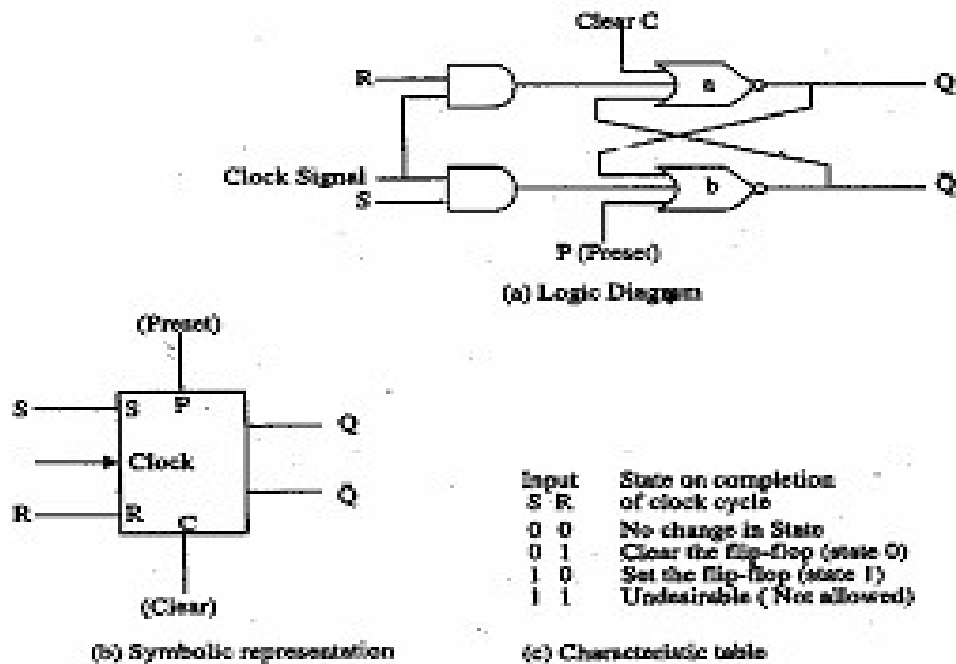 Clear C
R
a
Q
Clock Signal
S
b
Q̄
P (Preset)
(a) Logic Diagram
(Preset)
S S P Q
Clock
R R C Q̄
(Clear)
(b) Symbolic representation
Input State on completion
S R of clock cycle
0 0 No change in State
0 1 Clear the flip-flop (state 0)
1 0 Set the flip-flop (state 1)
1 1 Undesirable ( Not allowed)
(c) Characteristic table